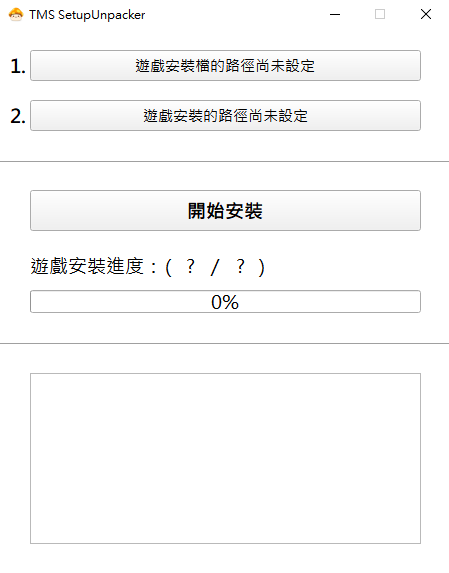 TMS SetupUnpacker
1. 遊戲安裝檔的路徑尚未設定
2. 遊戲安裝的路徑尚未設定
開始安裝
遊戲安裝進度：( ? / ? )
0%